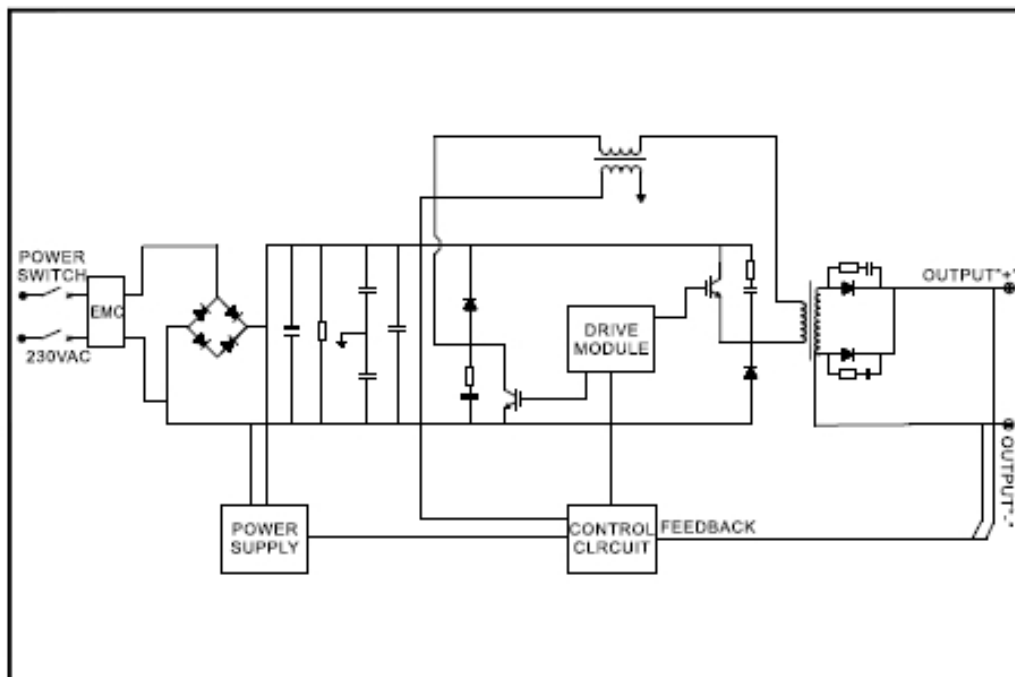 POWER
SWITCH
EMC
230VAC
DRIVE
MODULE
OUTPUT"+"
OUTPUT"-"
POWER
SUPPLY
CONTROL
CLRCUIT
FEEDBACK